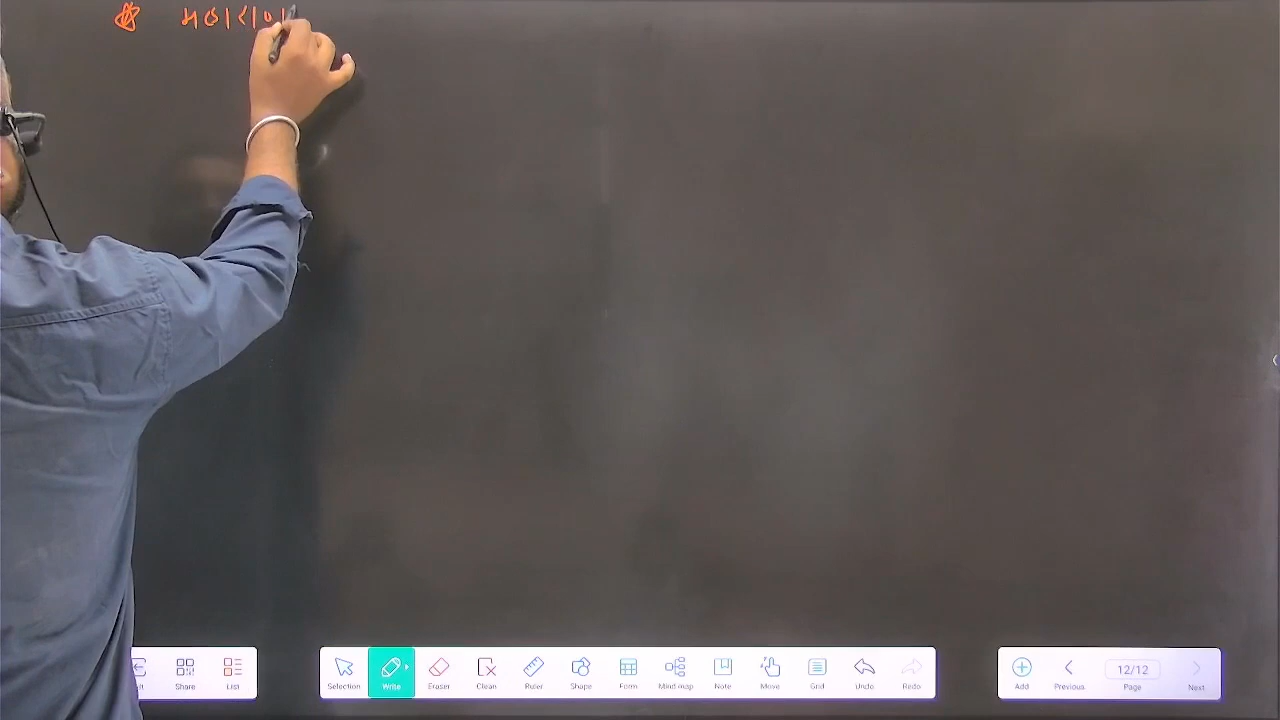 Share
List
Selection
Write
Eraser
Clean
Ruler
Shape
Form
Mind map
Note
Move
Grid
Undo
Redo
Add
Previous
12/12
Page
Next